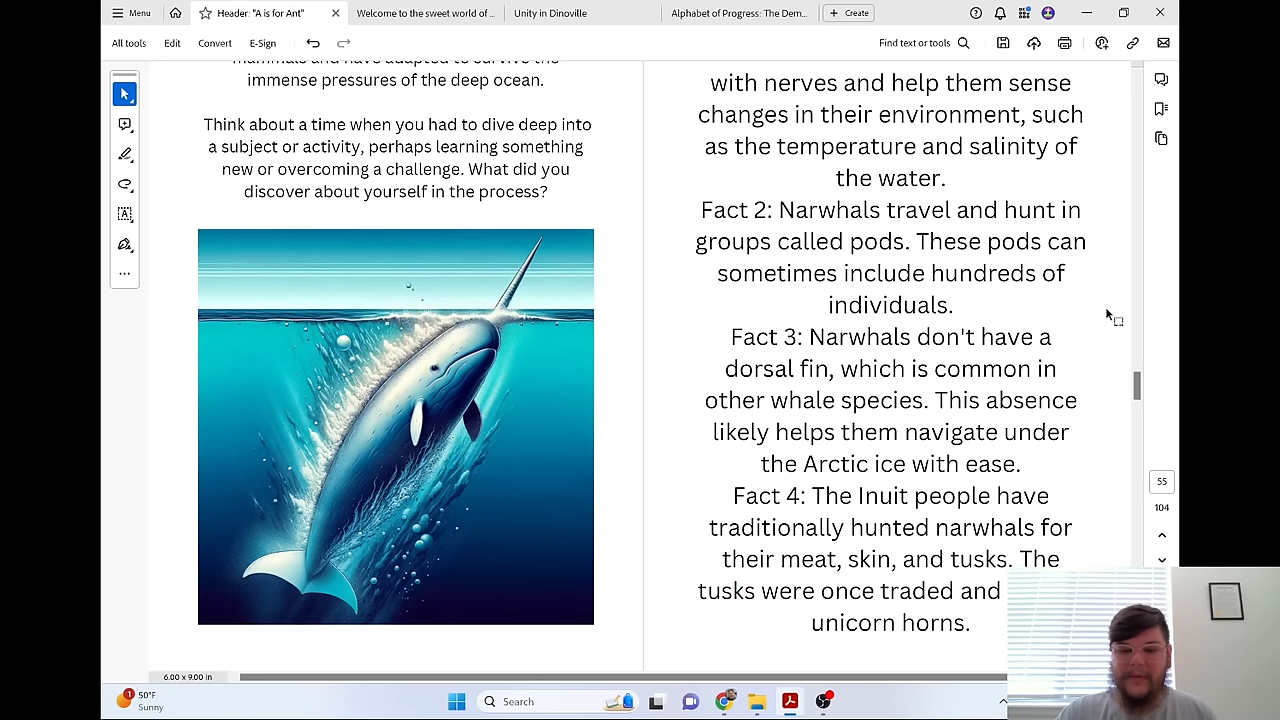 Menu
Header: "A is for Ant"
Welcome to the sweet world of ...
Unity in Unoville
Alphabet of Progress: The Dem
Create
All tools
Edit
Convert
E-Sign
Find text or tools
immense pressures of the deep ocean.
Think about a time when you had to dive deep into
a subject or activity, perhaps learning something
new or overcoming a challenge. What did you
discover about yourself in the process?
with nerves and help them sense
changes in their environment, such
as the temperature and salinity of
the water.
Fact 2: Narwhals travel and hunt in
groups called pods. These pods can
sometimes include hundreds of
individuals.
Fact 3: Narwhals don't have a
dorsal fin, which is common in
other whale species. This absence
likely helps them navigate under
the Arctic ice with ease.
Fact 4: The Inuit people have
traditionally hunted narwhals for
their meat, skin, and tusks. The
tusks were once traded and
unicorn horns.
55
104
6.00 x 9.00 in
1
50°F
Sunny
Search